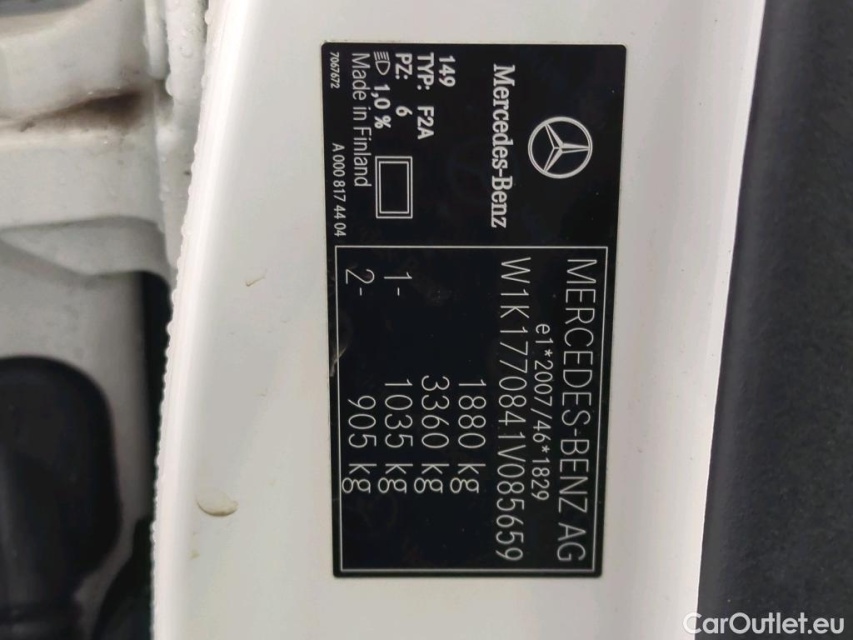 Mercedes-Benz
149
TYP: F2A
PZ: 6
1,0 %
Made in Finland
7067672
A 000 817 44 04
MERCEDES-BENZ AG
e1*2007/46*1829
W1K1770841V085659
1880 kg
3360 kg
1- 1035 kg
2- 905 kg
CarOutlet.eu